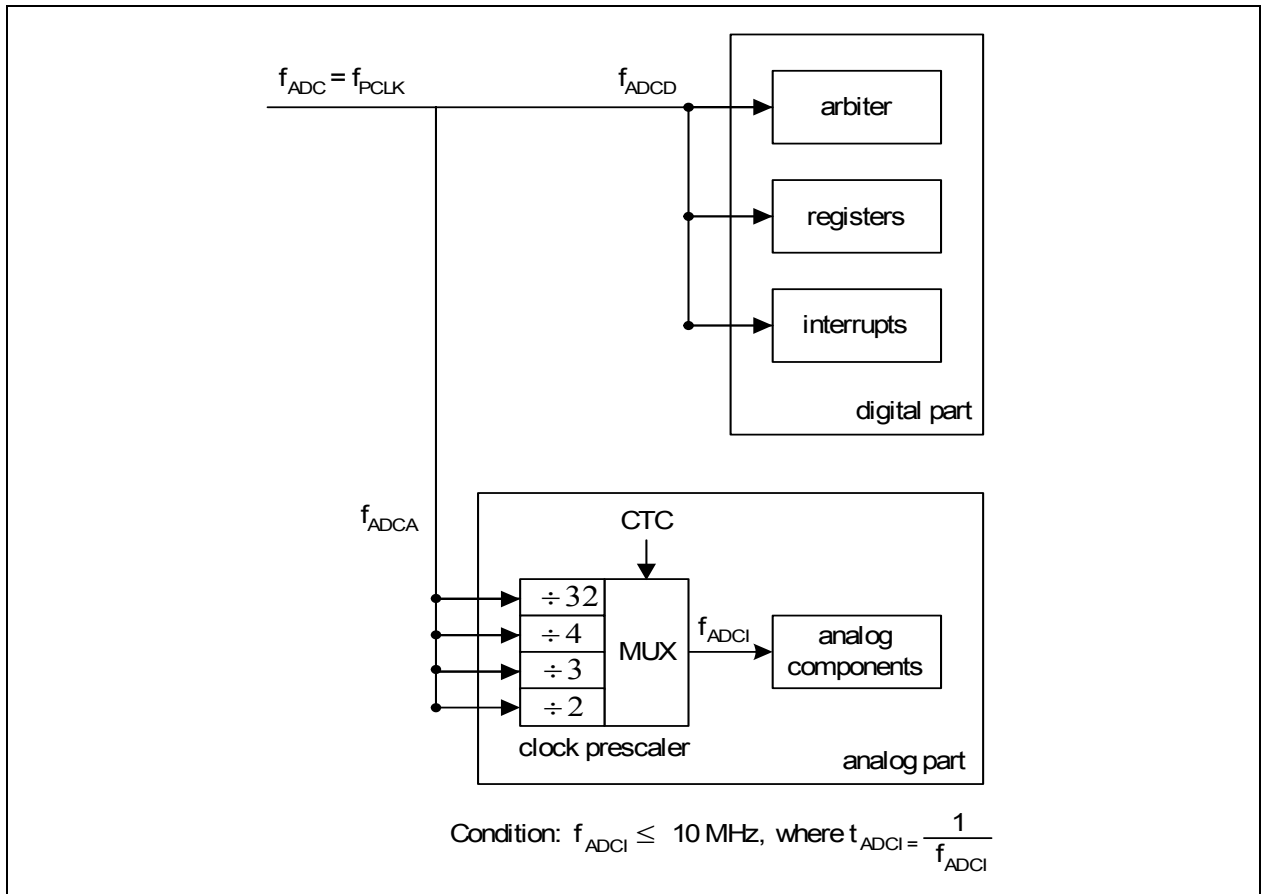 f_ADC = f_PCLK
f_ADCD
arbiter
registers
interrupts
digital part
f_ADCA
CTC
÷ 32
÷ 4
÷ 3
÷ 2
MUX
f_ADCI
analog
components
clock prescaler
analog part
Condition: f_ADCI ≤ 10 MHz, where t_ADCI = 1 / f_ADCI